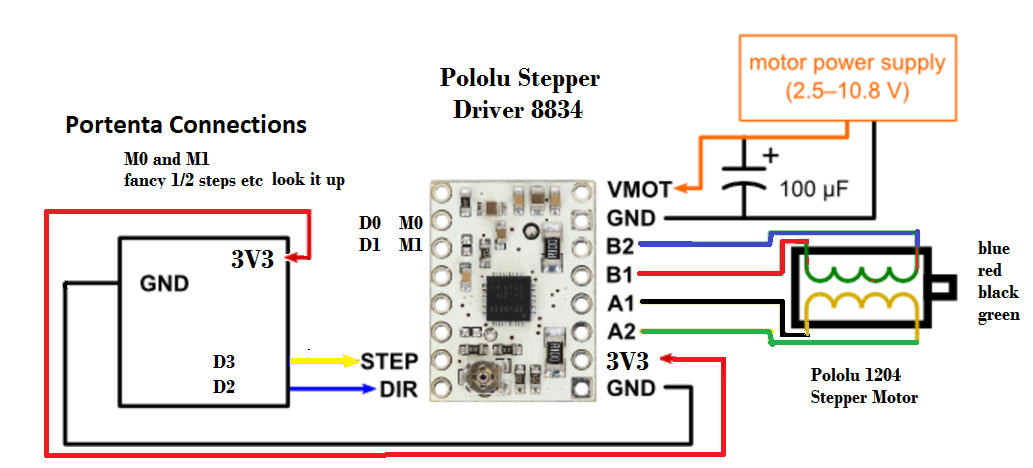 Pololu Stepper
Driver 8834
motor power supply
(2.5–10.8 V)
Portenta Connections
M0 and M1
fancy 1/2 steps etc look it up
+
100 µF
D0 M0
D1 M1
VMOT
GND
B2
B1
A1
A2
3V3
GND
3V3
GND
D3
D2
STEP
DIR
blue
red
black
green
Pololu 1204
Stepper Motor